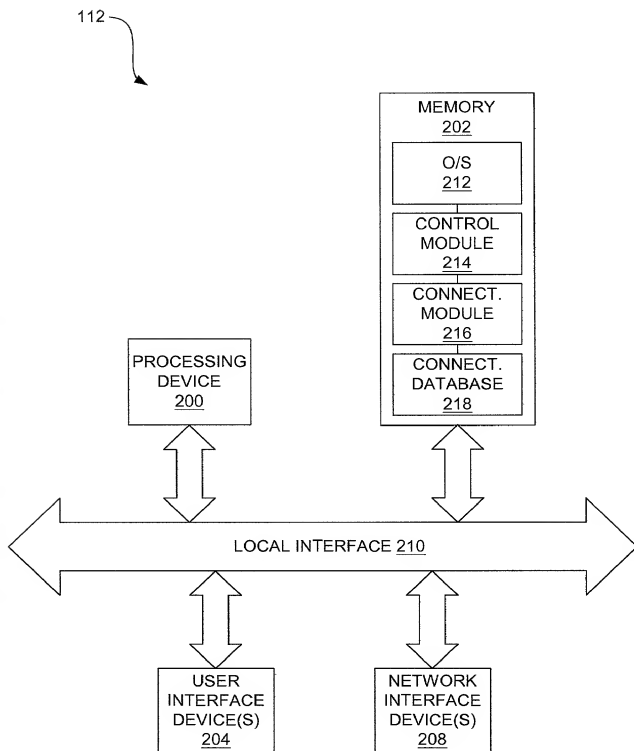 112
MEMORY
202
O/S
212
CONTROL
MODULE
214
CONNECT.
MODULE
216
CONNECT.
DATABASE
218
PROCESSING
DEVICE
200
LOCAL INTERFACE 210
USER
INTERFACE
DEVICE(S)
204
NETWORK
INTERFACE
DEVICE(S)
208